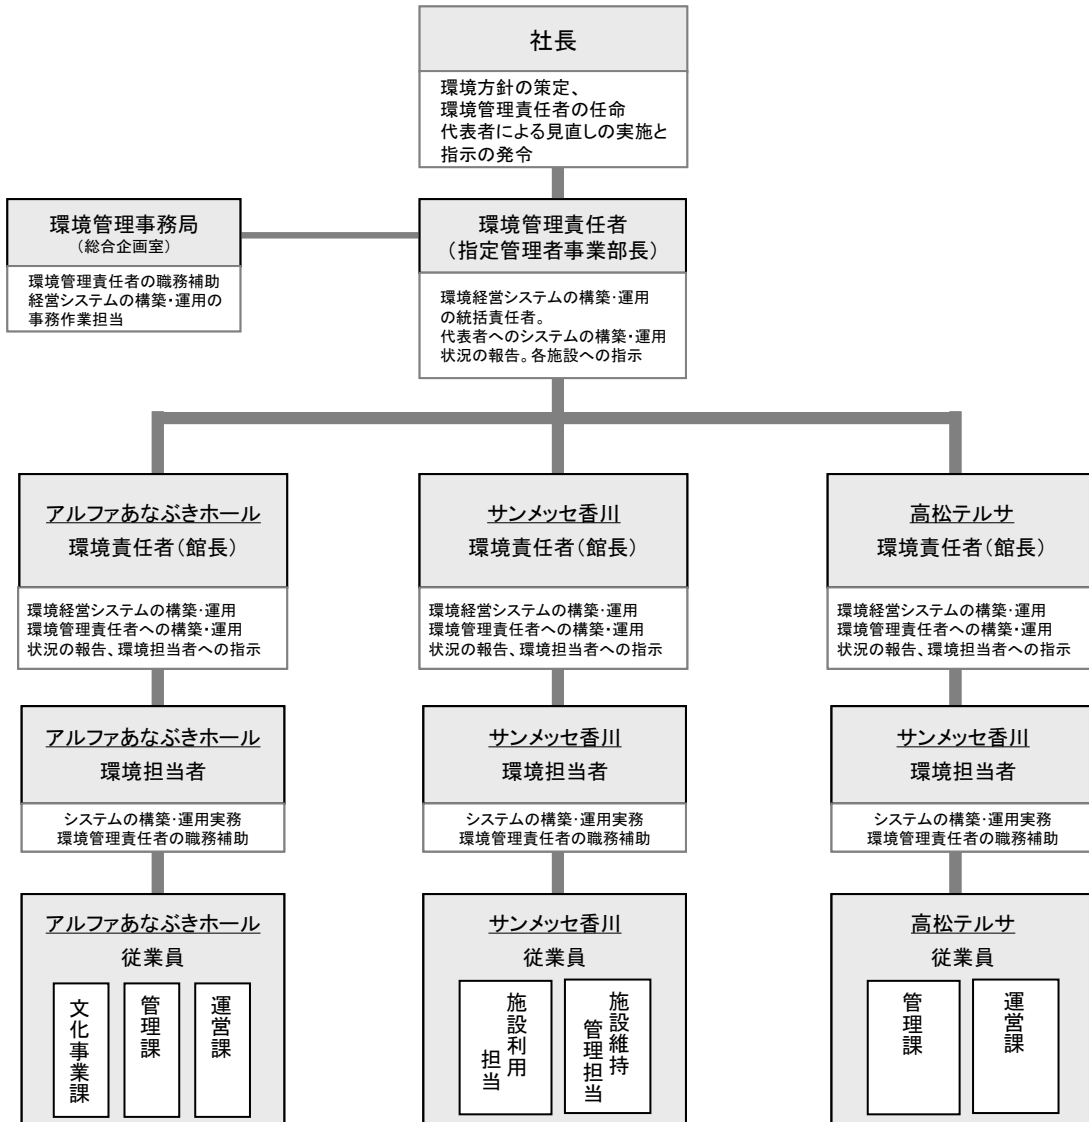 社長
環境方針の策定、
環境管理責任者の任命
代表者による見直しの実施と
指示の発令
環境管理事務局
（総合企画室）
環境管理責任者の職務補助
経営システムの構築・運用の
事務作業担当
環境管理責任者
（指定管理者事業部長）
環境経営システムの構築・運用
の統括責任者。
代表者へのシステムの構築・運用
状況の報告。各施設への指示
アルファあなぶきホール
環境責任者（館長）
環境経営システムの構築・運用
環境管理責任者への構築・運用
状況の報告、環境担当者への指示
サンメッセ香川
環境責任者（館長）
環境経営システムの構築・運用
環境管理責任者への構築・運用
状況の報告、環境担当者への指示
高松テルサ
環境責任者（館長）
環境経営システムの構築・運用
環境管理責任者への構築・運用
状況の報告、環境担当者への指示
アルファあなぶきホール
環境担当者
システムの構築・運用実務
環境管理責任者の職務補助
サンメッセ香川
環境担当者
システムの構築・運用実務
環境管理責任者の職務補助
サンメッセ香川
環境担当者
システムの構築・運用実務
環境管理責任者の職務補助
アルファあなぶきホール
従業員
文化事業課
管理課
運営課
サンメッセ香川
従業員
施設利用
担当
施設維持
管理担当
高松テルサ
従業員
管理課
運営課